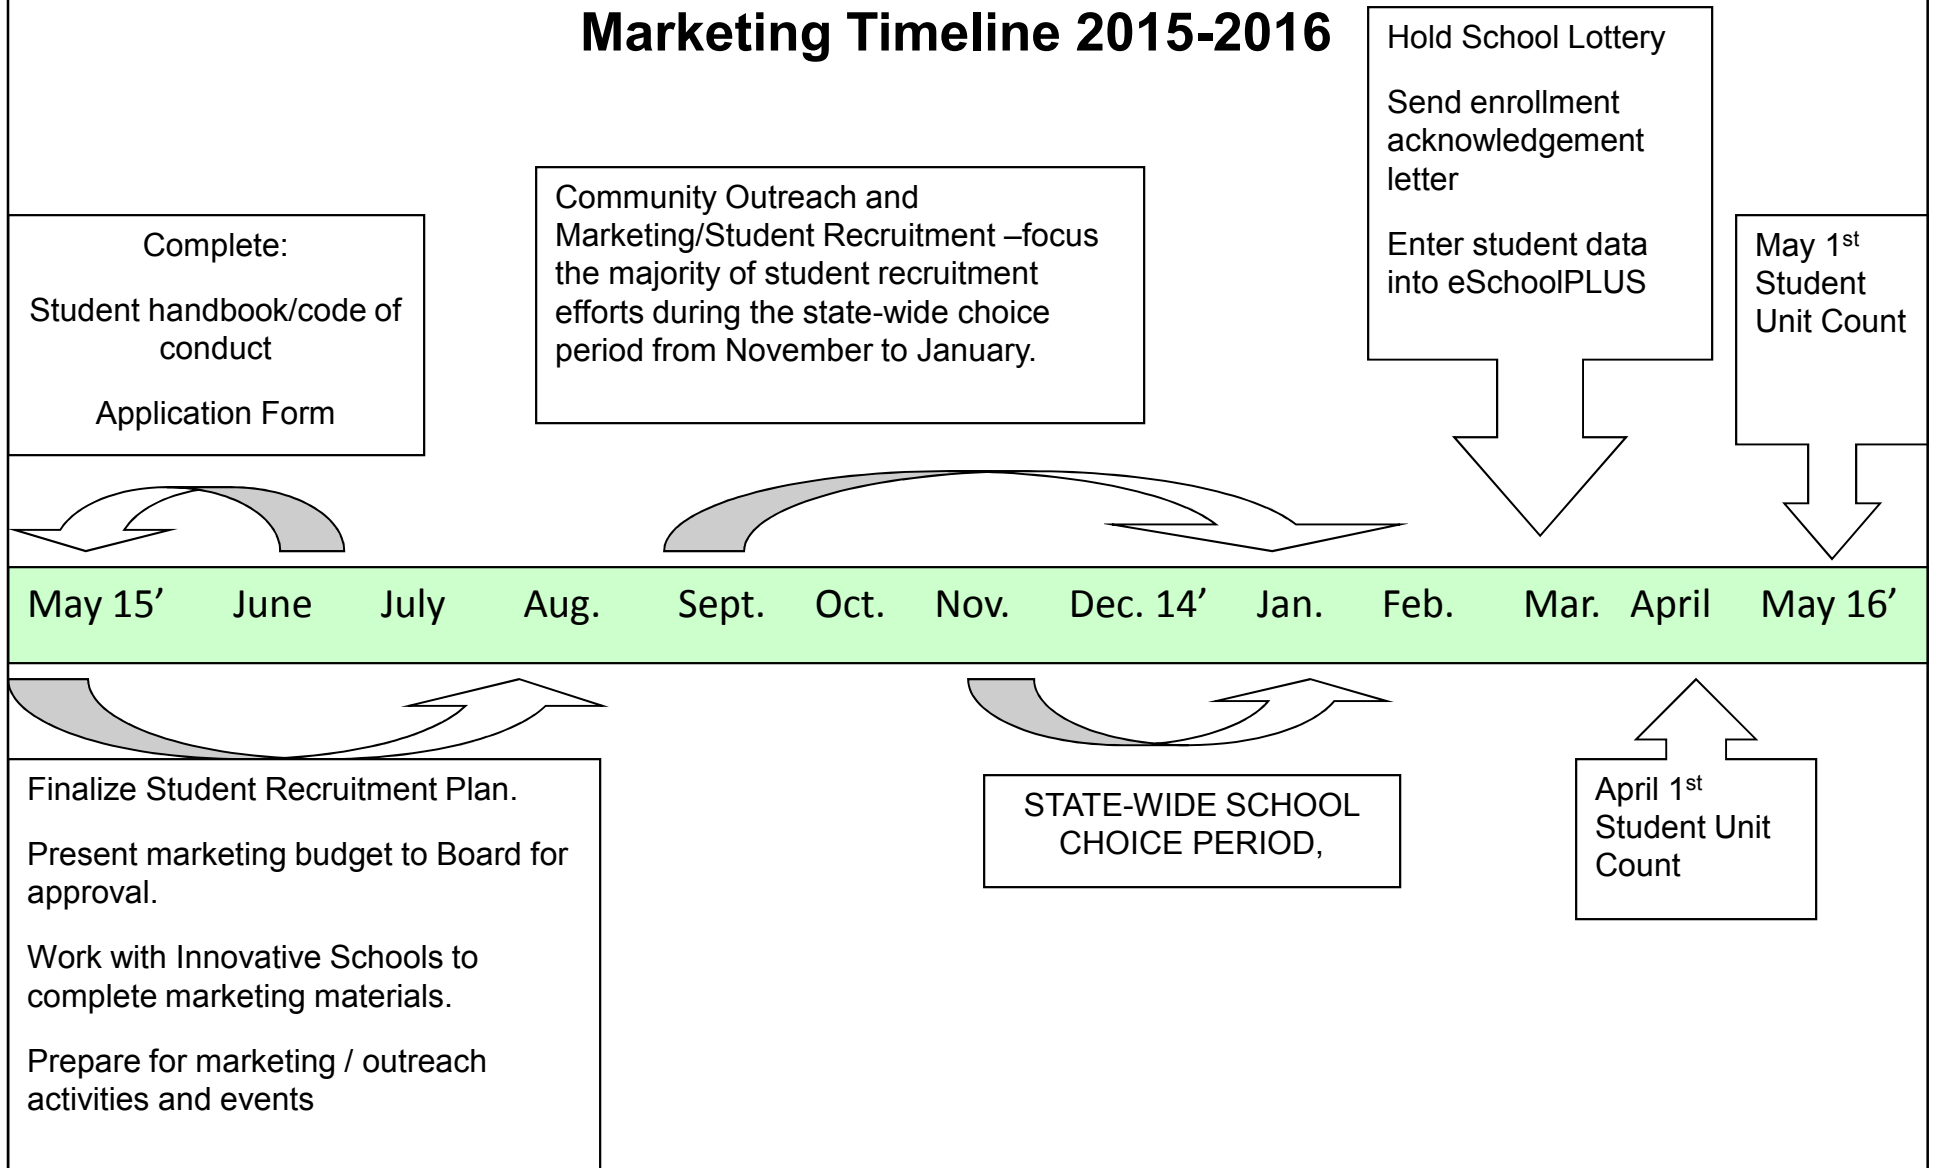 Marketing Timeline 2015-2016
Hold School Lottery
Send enrollment
acknowledgement
letter
Enter student data
into eSchoolPLUS
Community Outreach and
Marketing/Student Recruitment –focus
the majority of student recruitment
efforts during the state-wide choice
period from November to January.
Complete:
Student handbook/code of
conduct
Application Form
May 1st
Student
Unit Count
May 15’ June July Aug. Sept. Oct. Nov. Dec. 14’ Jan. Feb. Mar. April May 16’
Finalize Student Recruitment Plan.
Present marketing budget to Board for
approval.
Work with Innovative Schools to
complete marketing materials.
Prepare for marketing / outreach
activities and events
STATE-WIDE SCHOOL
CHOICE PERIOD,
April 1st
Student Unit
Count